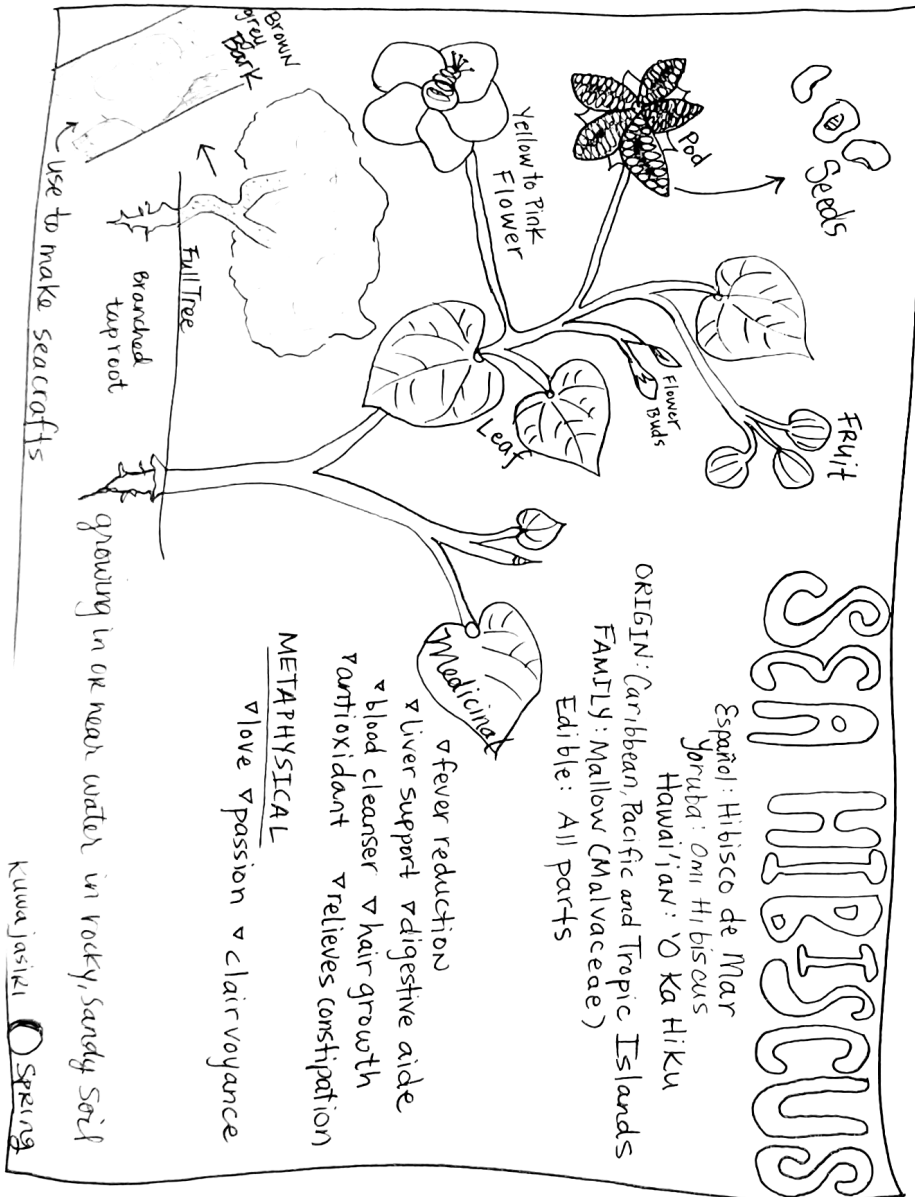 SEA HIBISCUS
Español: Hibisco de Mar
Yoruba: Omi Hibiscus
Hawai'ian: 'O Ka Hiku
ORIGIN: Caribbean, Pacific and Tropic Islands
FAMILY: Mallow (Malvaceae)
Edible: All parts
Seeds
Pod
Yellow to Pink
Flower
FRUIT
Flower
Buds
Leaf
Brown
grey
Bark
Full Tree
Branched
taproot
← use to make seacrafts
Medicinal
▿fever reduction
▿liver support ▿digestive aide
▿blood cleanser ▿hair growth
▿antioxidant ▿relieves constipation
METAPHYSICAL
▿love ▿passion ▿clairvoyance
growing in or near water in rocky, sandy soil
Kuwa jasiri
Spring